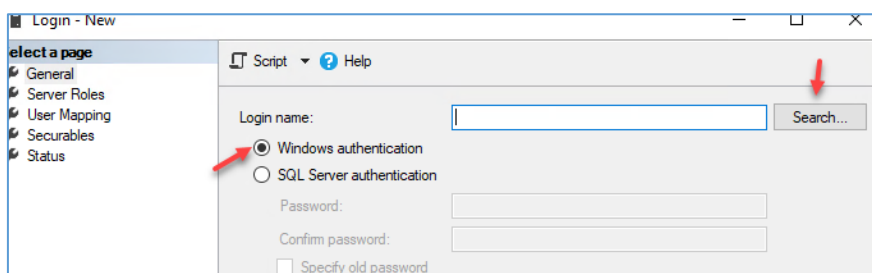 Login - New
elect a page
General
Server Roles
User Mapping
Securables
Status
Script Help
Login name:
Search...
Windows authentication
SQL Server authentication
Password:
Confirm password:
Specify old password